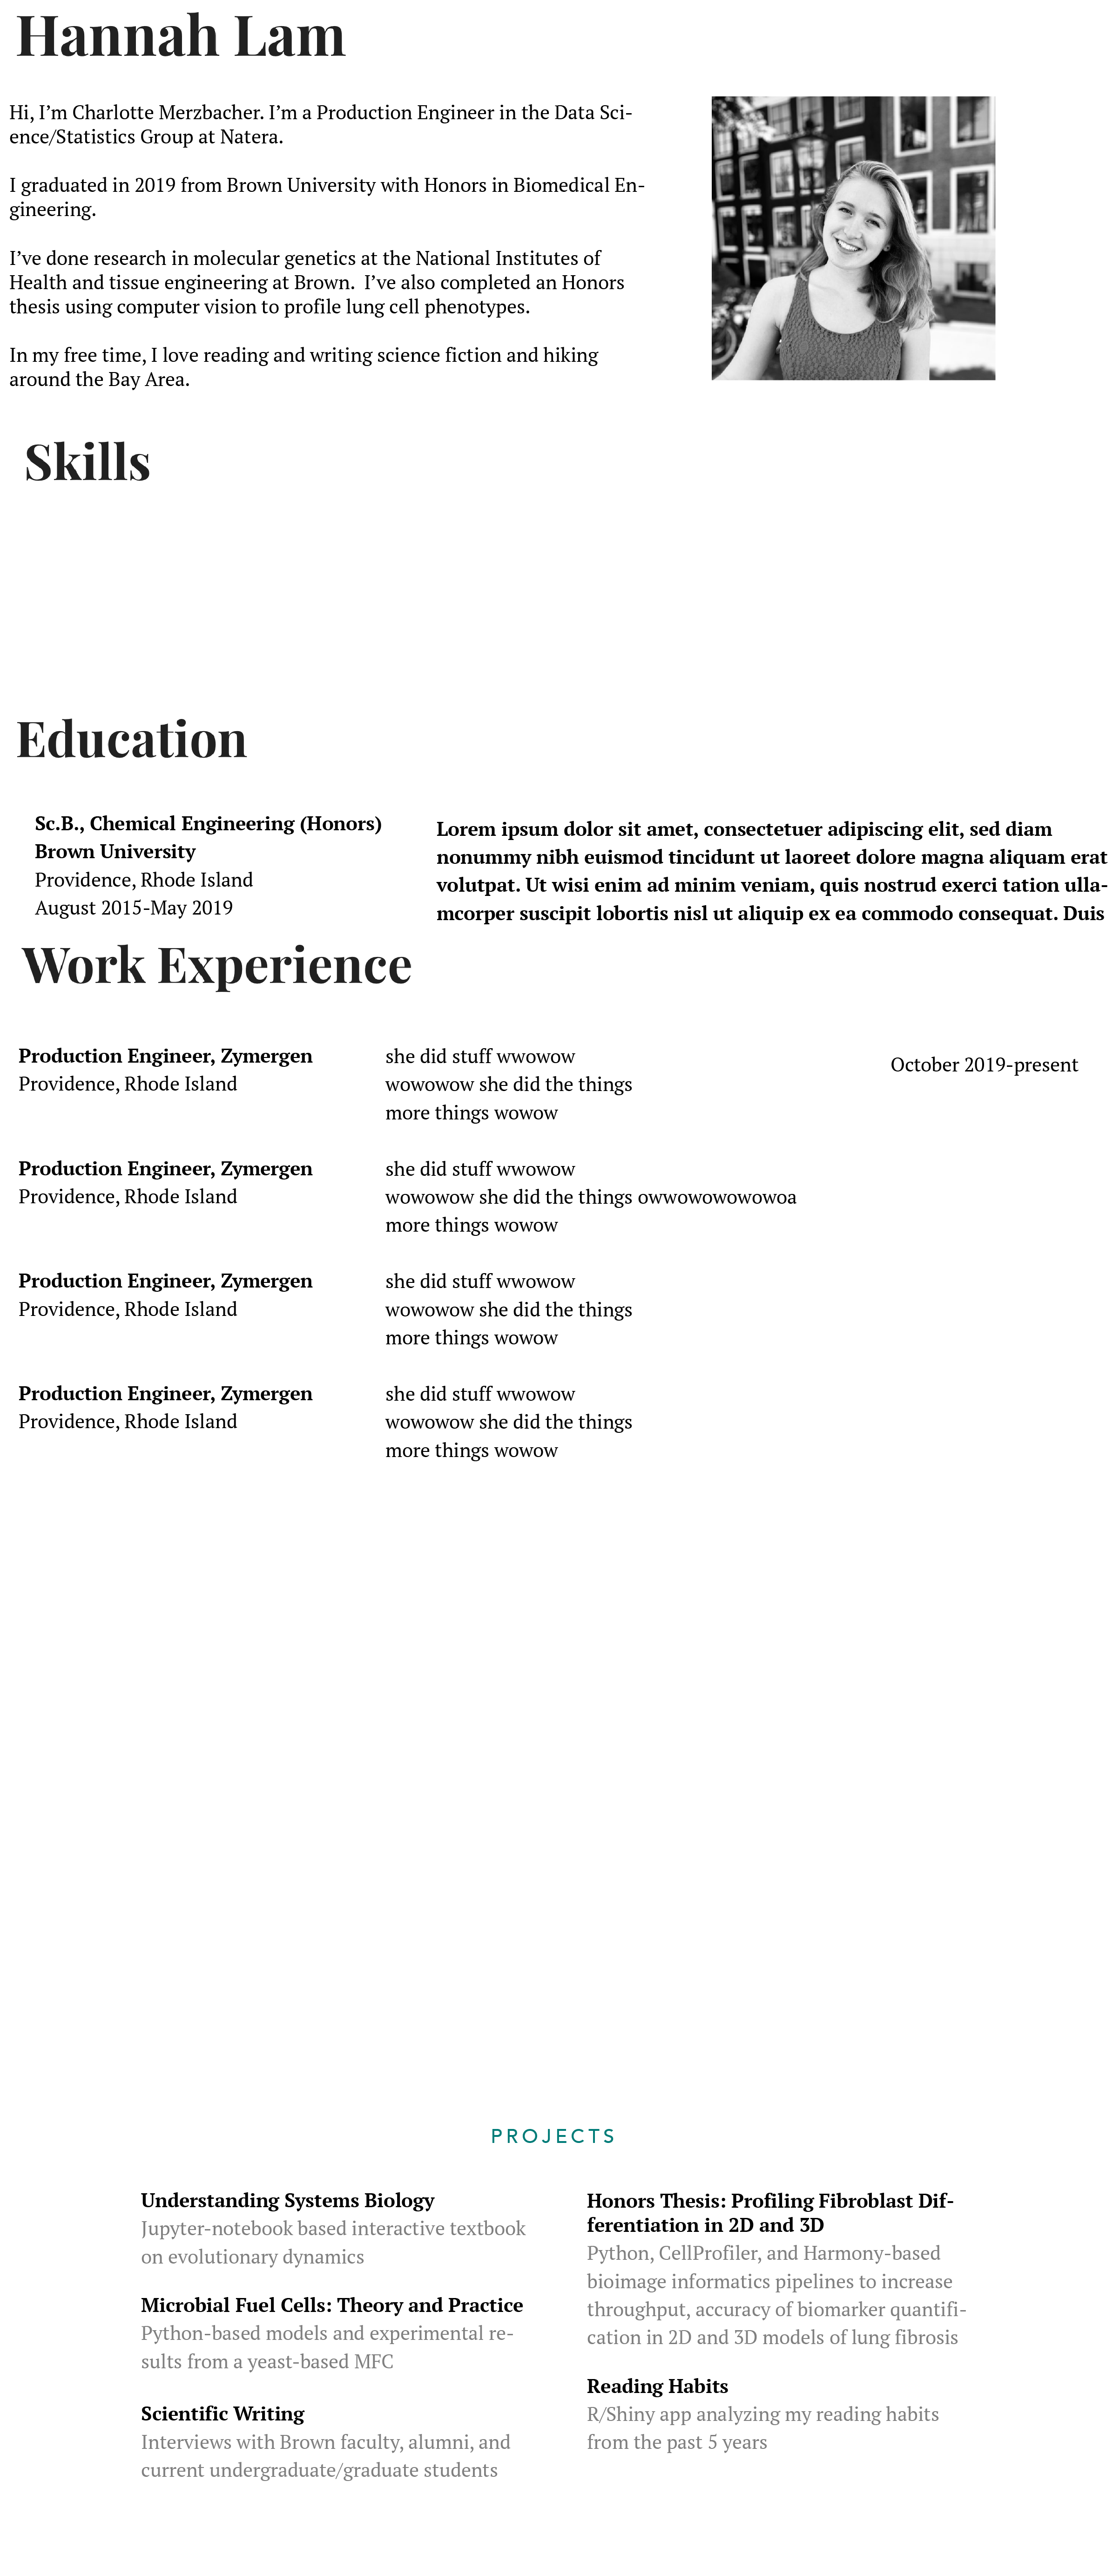 Hannah Lam
Hi, I’m Charlotte Merzbacher. I’m a Production Engineer in the Data Sci-
ence/Statistics Group at Natera.
I graduated in 2019 from Brown University with Honors in Biomedical En-
gineering.
I’ve done research in molecular genetics at the National Institutes of
Health and tissue engineering at Brown.  I’ve also completed an Honors
thesis using computer vision to profile lung cell phenotypes.
In my free time, I love reading and writing science fiction and hiking
around the Bay Area.
Skills
Education
Sc.B., Chemical Engineering (Honors)
Brown University
Providence, Rhode Island
August 2015-May 2019
Lorem ipsum dolor sit amet, consectetuer adipiscing elit, sed diam
nonummy nibh euismod tincidunt ut laoreet dolore magna aliquam erat
volutpat. Ut wisi enim ad minim veniam, quis nostrud exerci tation ulla-
mcorper suscipit lobortis nisl ut aliquip ex ea commodo consequat. Duis
Work Experience
Production Engineer, Zymergen
Providence, Rhode Island
she did stuff wwowow
wowowow she did the things
more things wowow
October 2019-present
Production Engineer, Zymergen
Providence, Rhode Island
she did stuff wwowow
wowowow she did the things owwowowowowoa
more things wowow
Production Engineer, Zymergen
Providence, Rhode Island
she did stuff wwowow
wowowow she did the things
more things wowow
Production Engineer, Zymergen
Providence, Rhode Island
she did stuff wwowow
wowowow she did the things
more things wowow
PROJECTS
Understanding Systems Biology
Jupyter-notebook based interactive textbook
on evolutionary dynamics
Microbial Fuel Cells: Theory and Practice
Python-based models and experimental re-
sults from a yeast-based MFC
Scientific Writing
Interviews with Brown faculty, alumni, and
current undergraduate/graduate students
Honors Thesis: Profiling Fibroblast Dif-
ferentiation in 2D and 3D
Python, CellProfiler, and Harmony-based
bioimage informatics pipelines to increase
throughput, accuracy of biomarker quantifi-
cation in 2D and 3D models of lung fibrosis
Reading Habits
R/Shiny app analyzing my reading habits
from the past 5 years